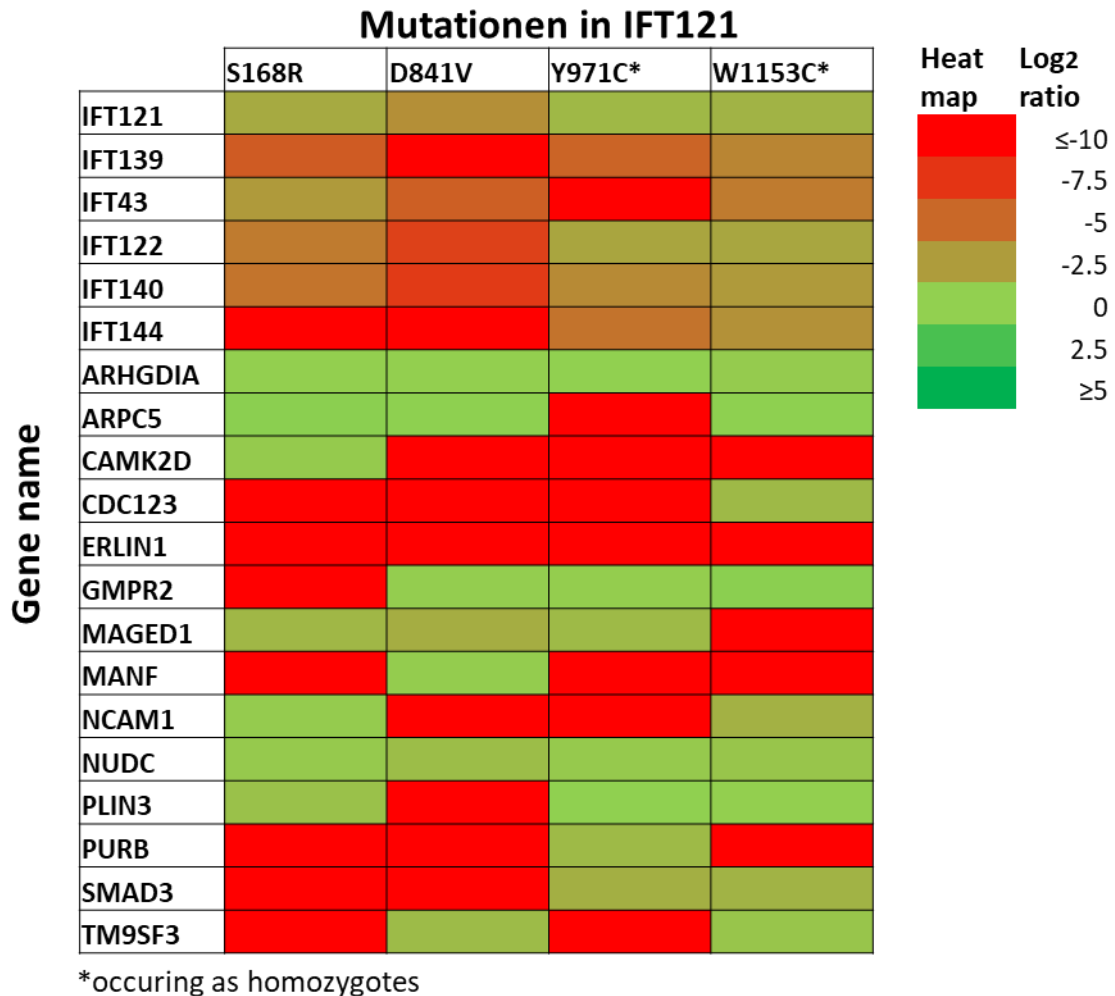 Mutationen in IFT121
S168R D841V Y971C* W1153C*
Heat map Log2 ratio
≤-10
-7.5
-5
-2.5
0
2.5
≥5
Gene name
IFT121
IFT139
IFT43
IFT122
IFT140
IFT144
ARHGDIA
ARPC5
CAMK2D
CDC123
ERLIN1
GMPR2
MAGED1
MANF
NCAM1
NUDC
PLIN3
PURB
SMAD3
TM9SF3
*occuring as homozygotes